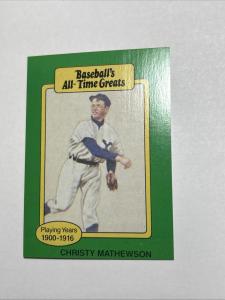 Baseball's
All-Time Greats
Playing Years
1900-1916
CHRISTY MATHEWSON